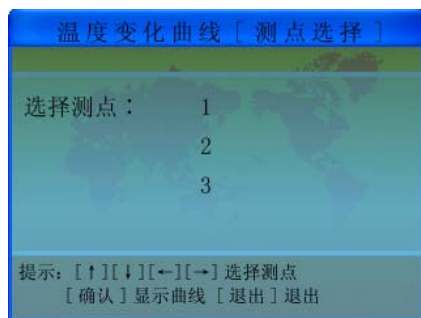 温度变化曲线[测点选择]
选择测点： 1
2
3
提示：[↑][↓][←][→]选择测点
[确认]显示曲线 [退出]退出